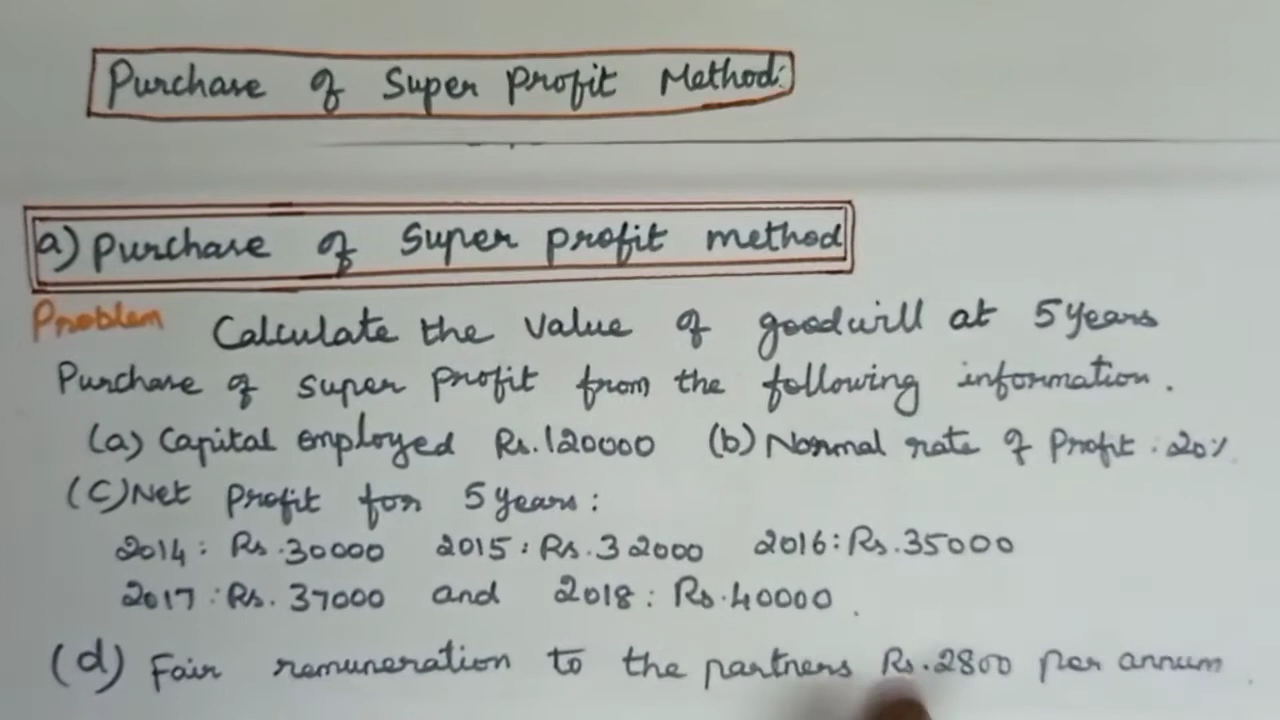 Purchase of Super Profit Method:
a) Purchase of Super profit method
Problem Calculate the value of goodwill at 5 years
Purchase of super profit from the following information.
(a) Capital employed Rs.120000 (b) Normal rate of Profit : 20%
(c) Net Profit for 5 years:
2014: Rs.30000 2015: Rs.32000 2016: Rs.35000
2017: Rs.37000 and 2018: Rs.40000.
(d) Fair remuneration to the partners Rs.2800 per annum.